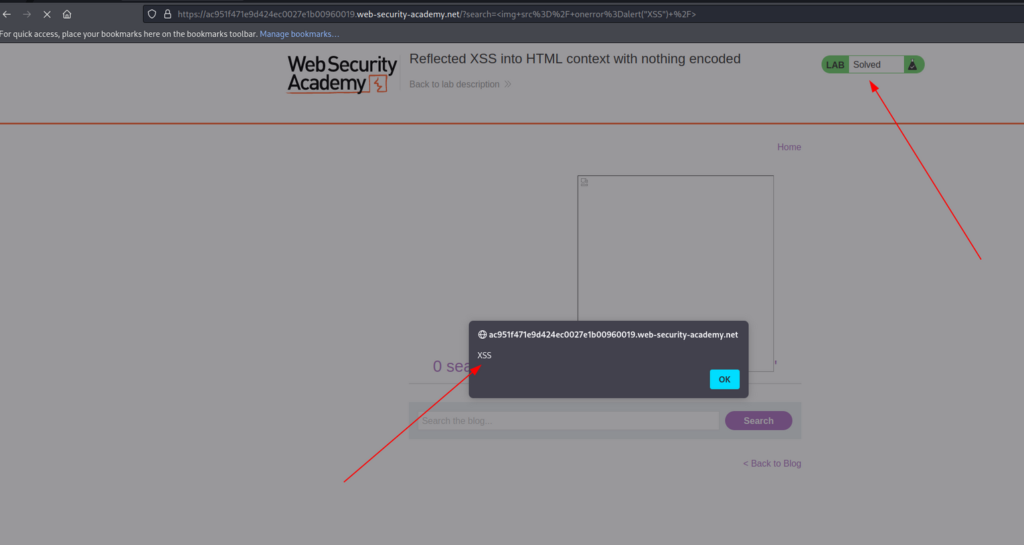 https://ac951f471e9d424ec0027e1b00960019.web-security-academy.net/?search=<img+src%3D%2F+onerror%3Dalert("XSS")+%2F>
For quick access, place your bookmarks here on the bookmarks toolbar. Manage bookmarks…
Web Security
Academy
Reflected XSS into HTML context with nothing encoded
Back to lab description
LAB Solved
Home
ac951f471e9d424ec0027e1b00960019.web-security-academy.net
XSS
0 sea
OK
Search the blog...
Search
< Back to Blog